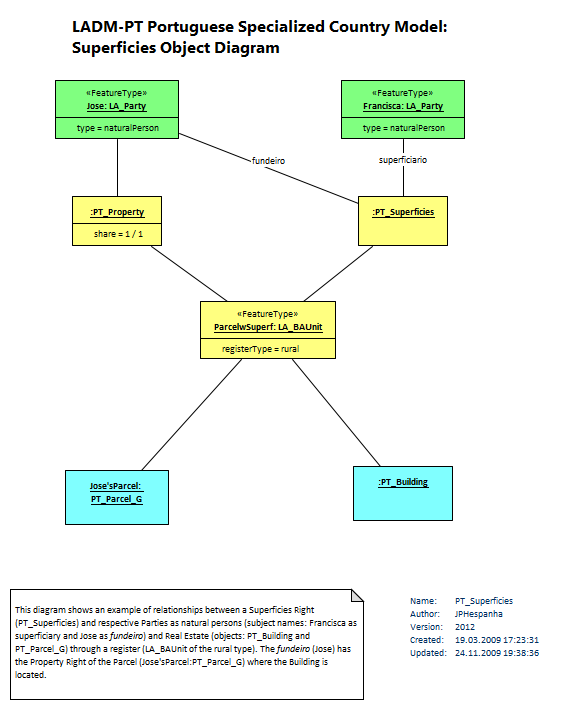 LADM-PT Portuguese Specialized Country Model:
Superficies Object Diagram
«FeatureType»
Jose: LA_Party
type = naturalPerson
«FeatureType»
Francisca: LA_Party
type = naturalPerson
fundeiro
superficiario
:PT_Property
share = 1 / 1
:PT_Superficies
«FeatureType»
ParcelwSuperf: LA_BAUnit
registerType = rural
Jose'sParcel:
PT_Parcel_G
:PT_Building
This diagram shows an example of relationships between a Superficies Right
(PT_Superficies) and respective Parties as natural persons (subject names: Francisca as
superficiary and Jose as fundeiro) and Real Estate (objects: PT_Building and
PT_Parcel_G) through a register (LA_BAUnit of the rural type). The fundeiro (Jose) has
the Property Right of the Parcel (Jose'sParcel:PT_Parcel_G) where the Building is
located.
Name: PT_Superficies
Author: JPHespanha
Version: 2012
Created: 19.03.2009 17:23:31
Updated: 24.11.2009 19:38:36